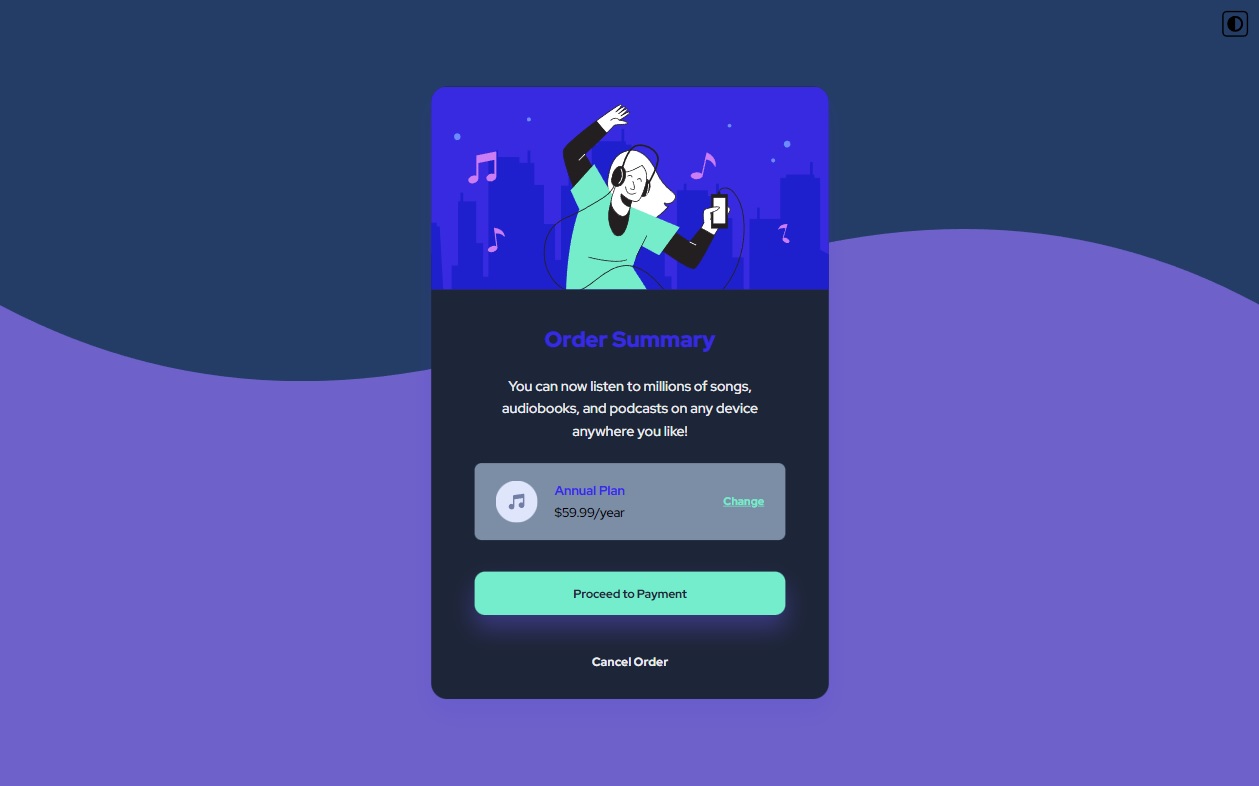 Order Summary
You can now listen to millions of songs,
audiobooks, and podcasts on any device
anywhere you like!
Annual Plan
$59.99/year
Change
Proceed to Payment
Cancel Order